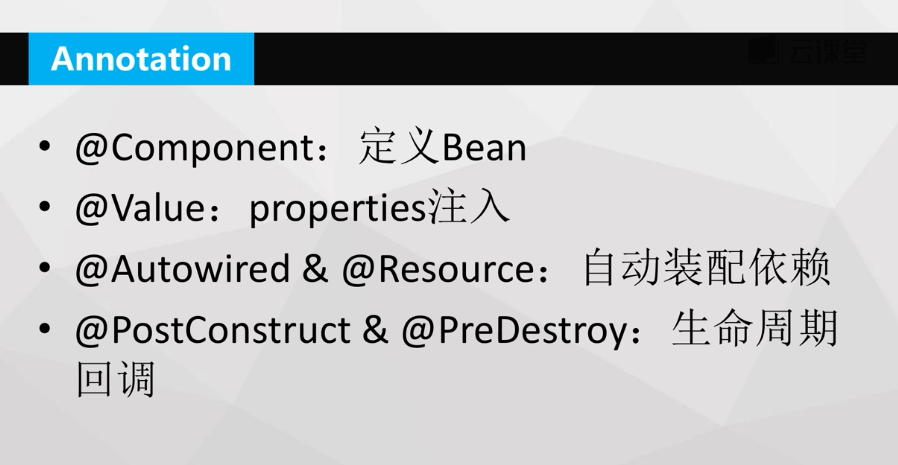 Annotation
云课堂
• @Component：定义Bean
• @Value：properties注入
• @Autowired & @Resource：自动装配依赖
• @PostConstruct & @PreDestroy：生命周期
回调